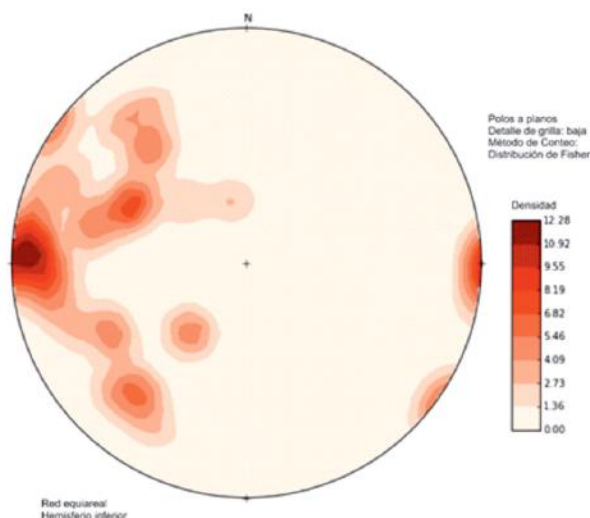 N
Polos a planos
Detalle de grilla: baja
Método de Conteo:
Distribución de Fisher
Densidad
12.28
10.92
9.55
8.19
6.82
5.46
4.09
2.73
1.36
0.00
Red equiareal
Hemisferio inferior